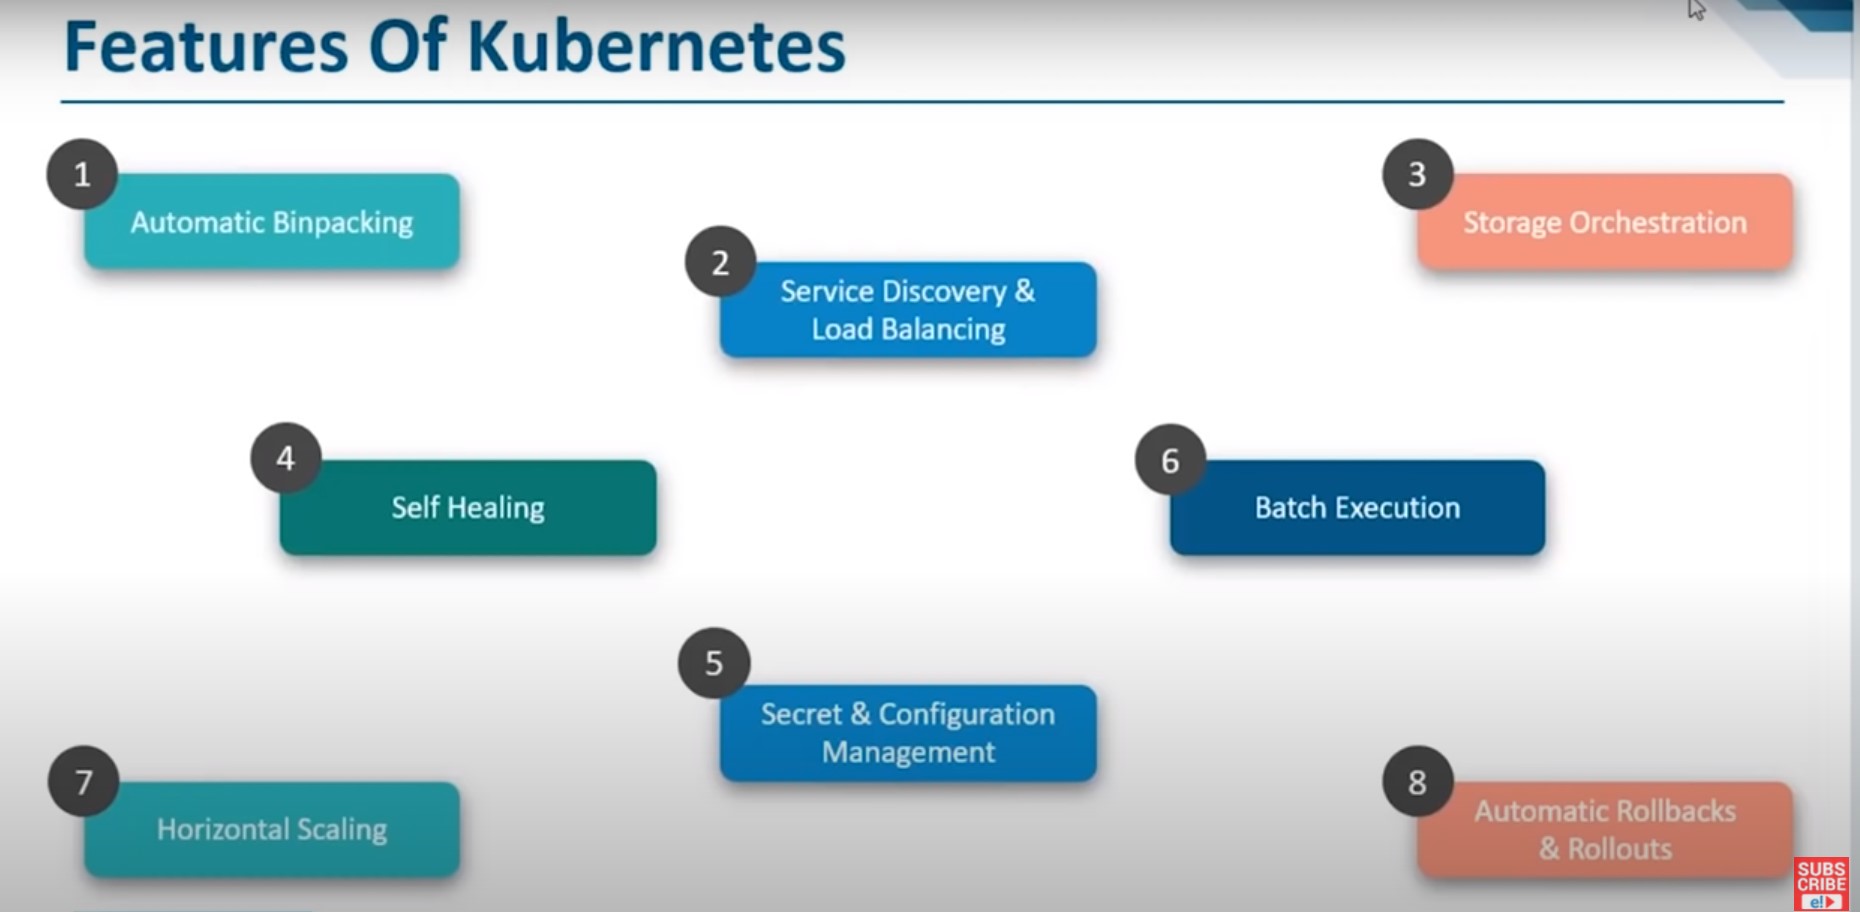 Features Of Kubernetes
1
Automatic Binpacking
2
Service Discovery &
Load Balancing
3
Storage Orchestration
4
Self Healing
6
Batch Execution
5
Secret & Configuration
Management
7
Horizontal Scaling
8
Automatic Rollbacks
& Rollouts
SUBS
CRIBE
e!